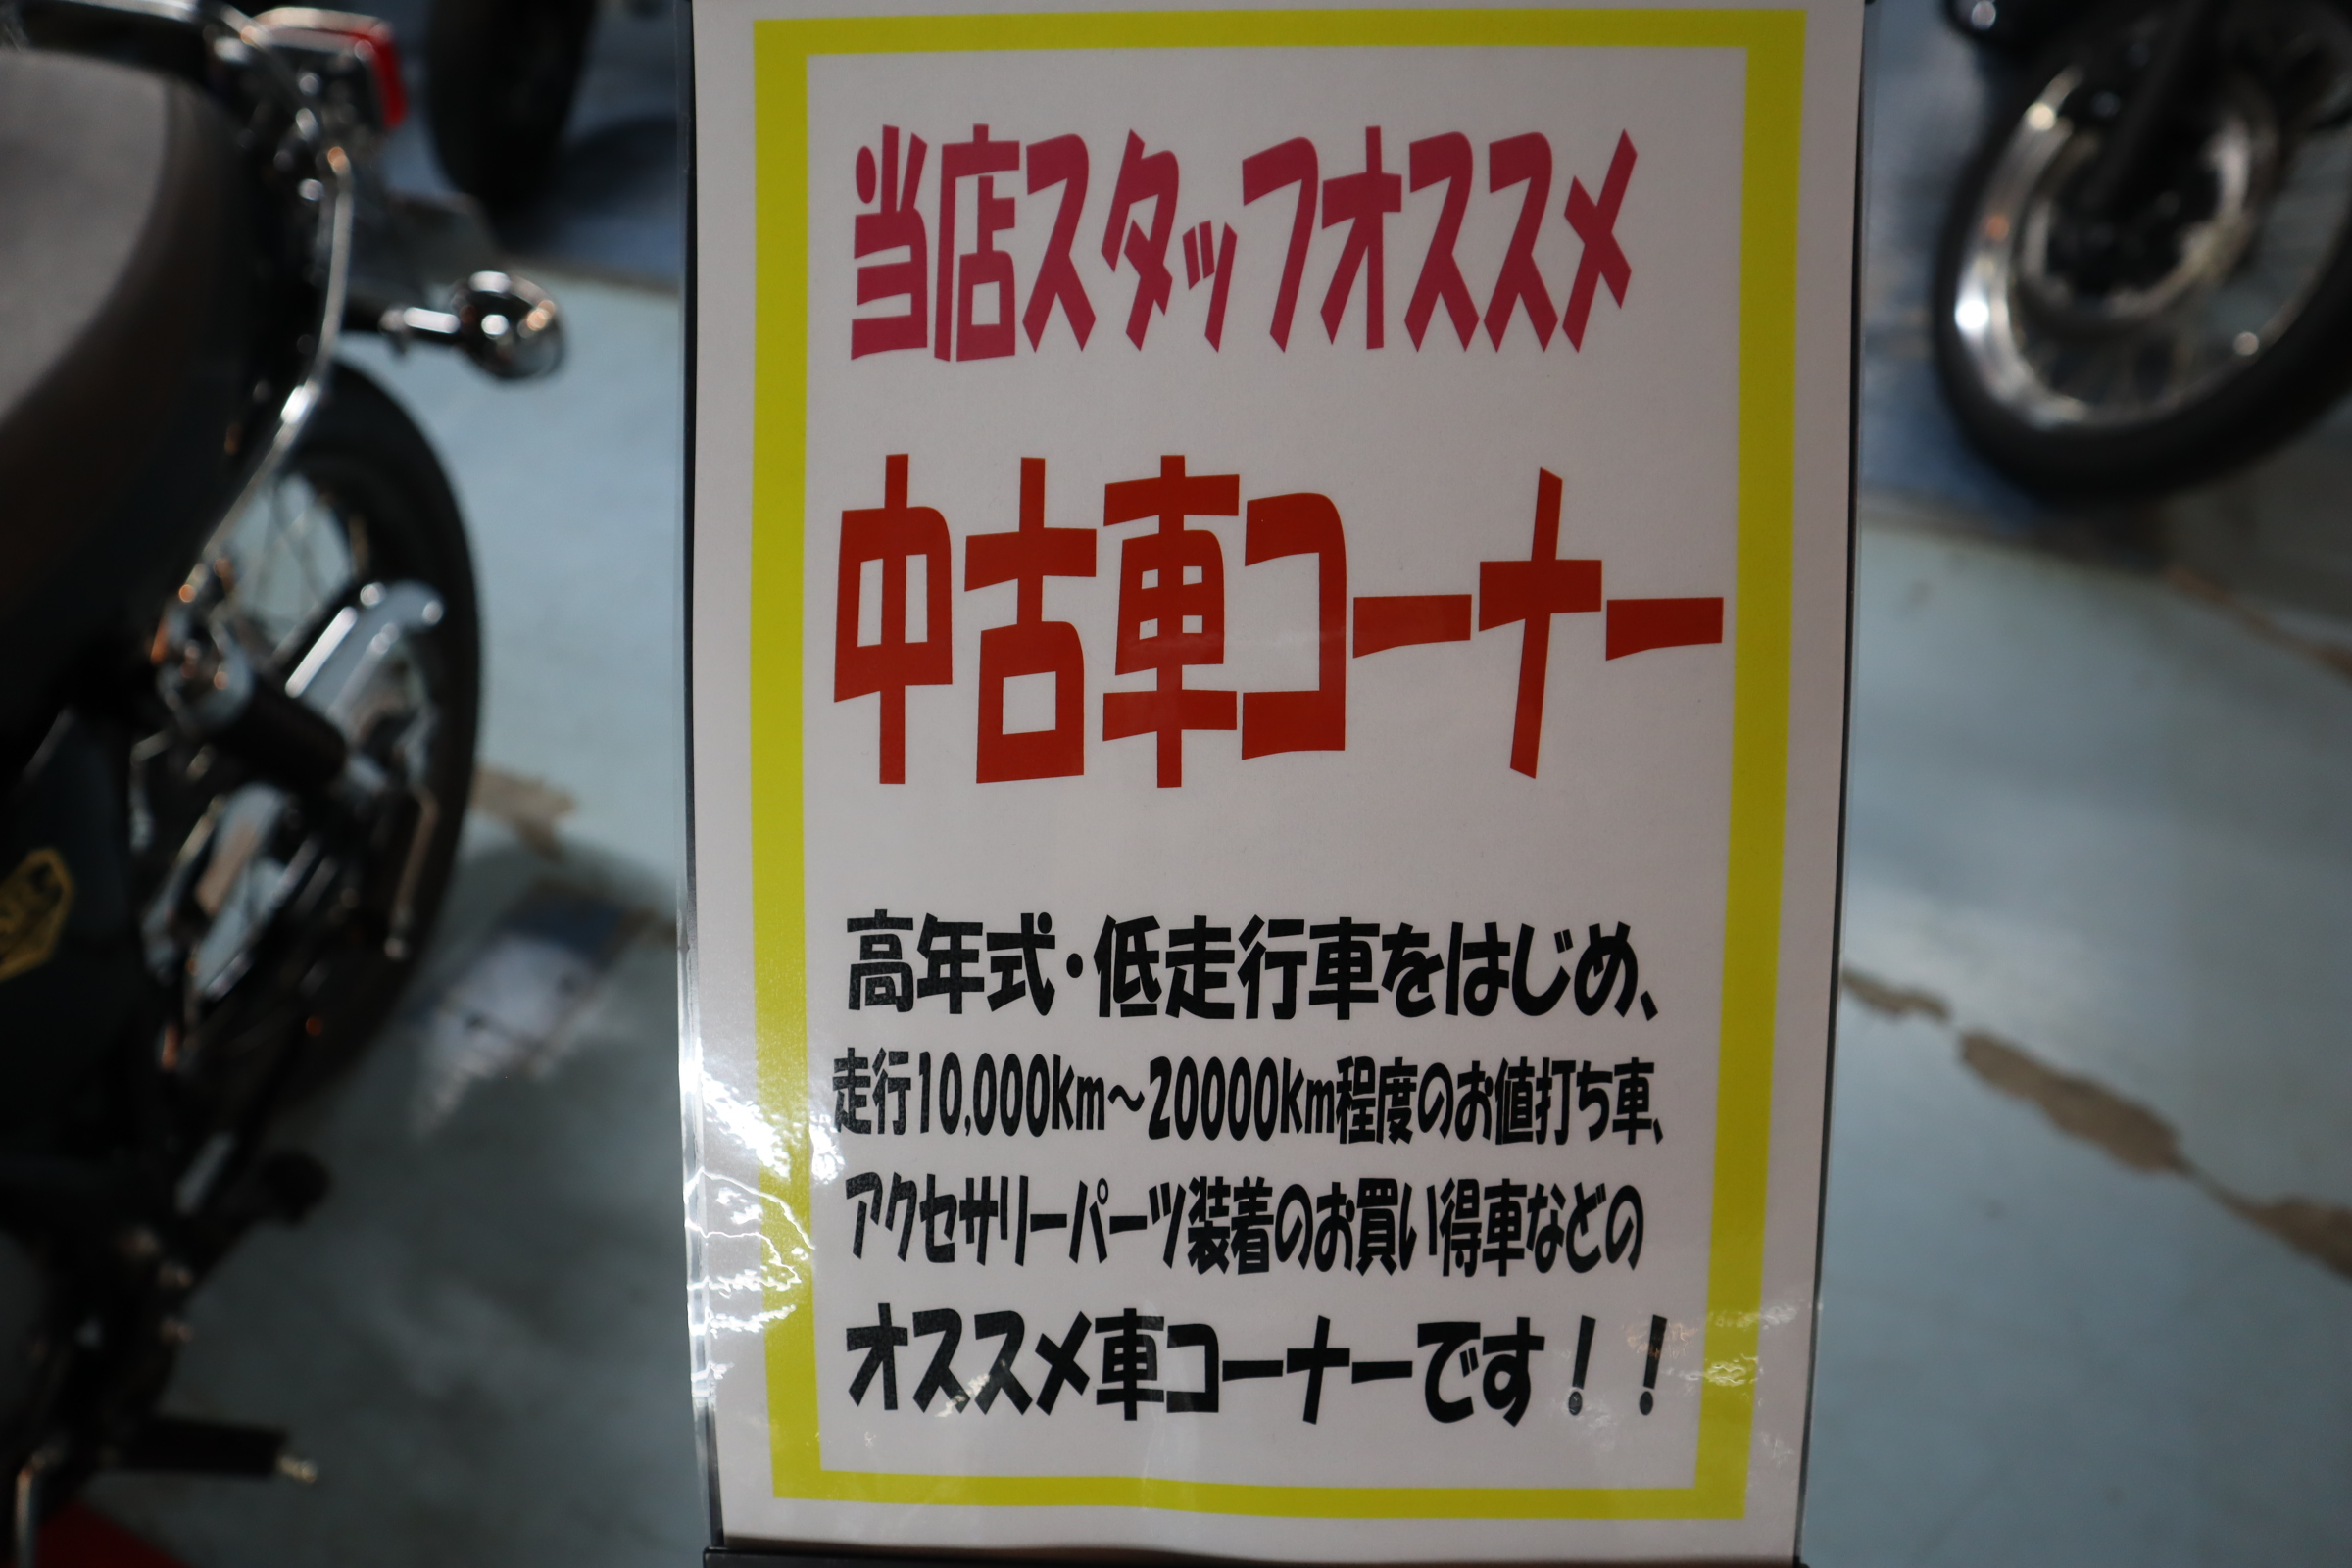 当店スタッフオススメ
中古車コーナー
高年式・低走行車をはじめ、
走行10,000km～20000km程度のお値打ち車、
アクセサリーパーツ装着のお買い得車などの
オススメ車コーナーです！！